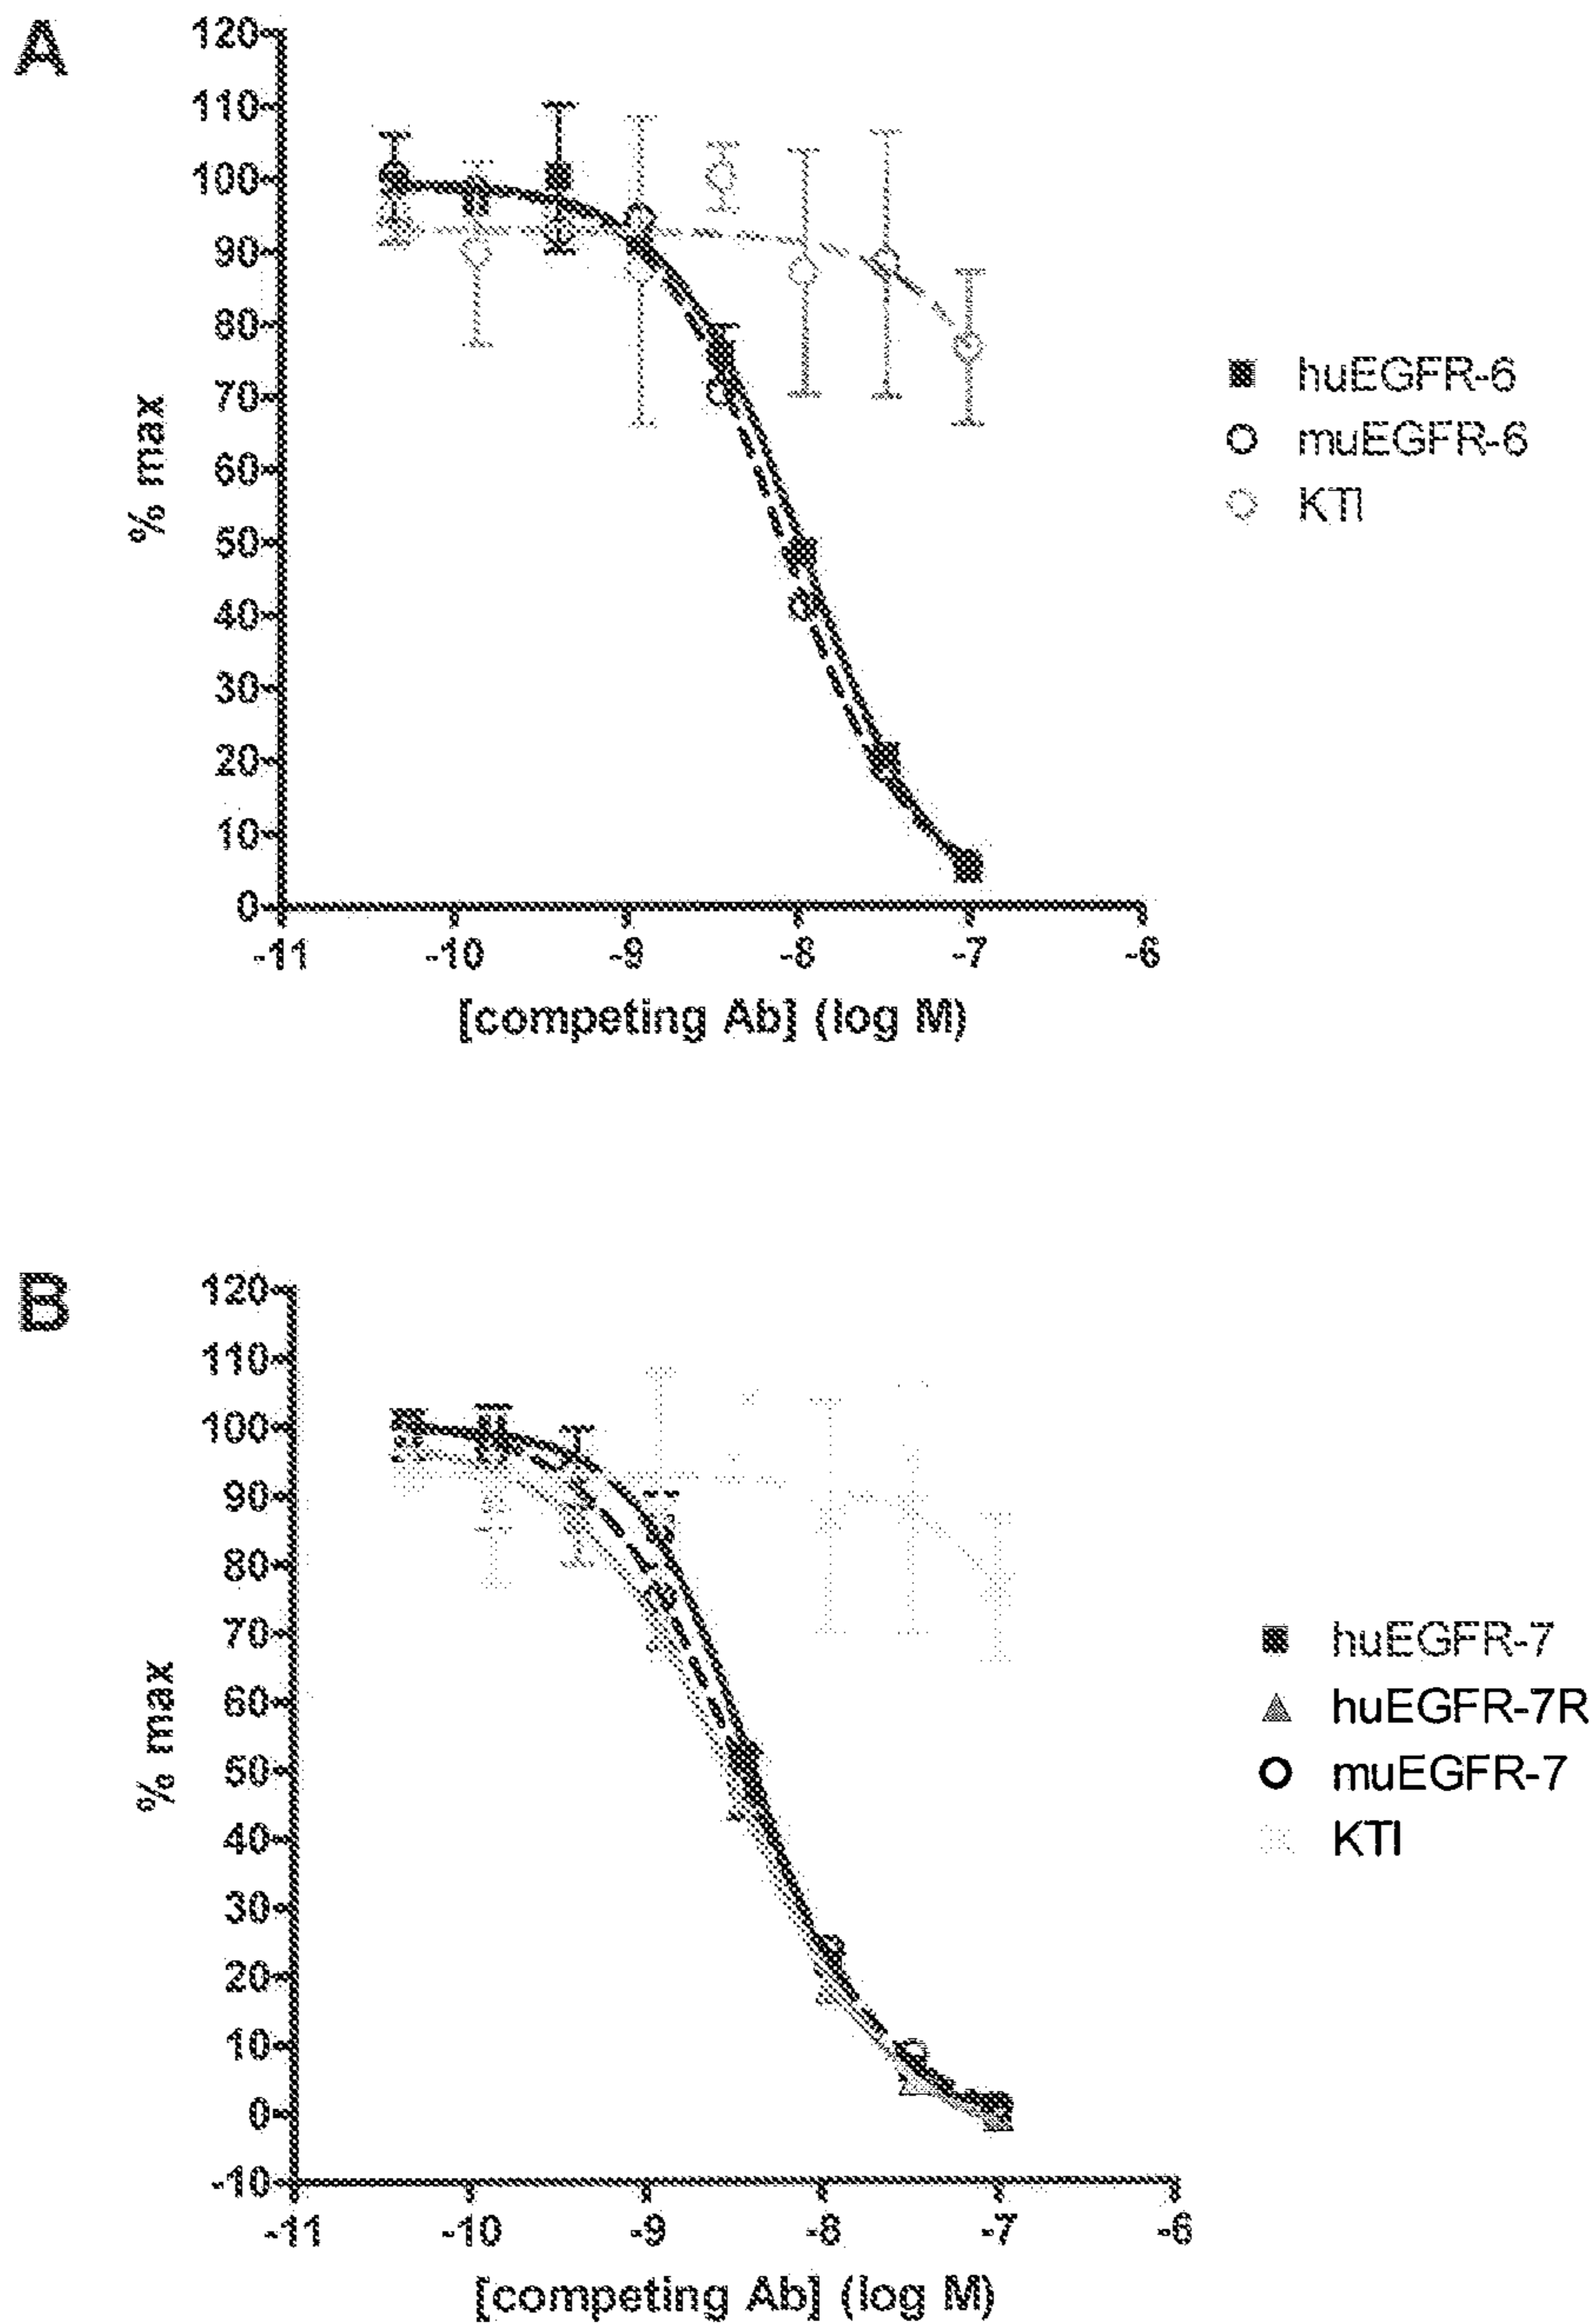 A
120
110
100
90
80
70
60
50
40
30
20
10
0
% max
-11 -10 -9 -8 -7 -6
[competing Ab] (log M)
huEGFR-6
muEGFR-6
KTI
B
120
110
100
90
80
70
60
50
40
30
20
10
0
-10
% max
-11 -10 -9 -8 -7 -6
[competing Ab] (log M)
huEGFR-7
huEGFR-7R
muEGFR-7
KTI